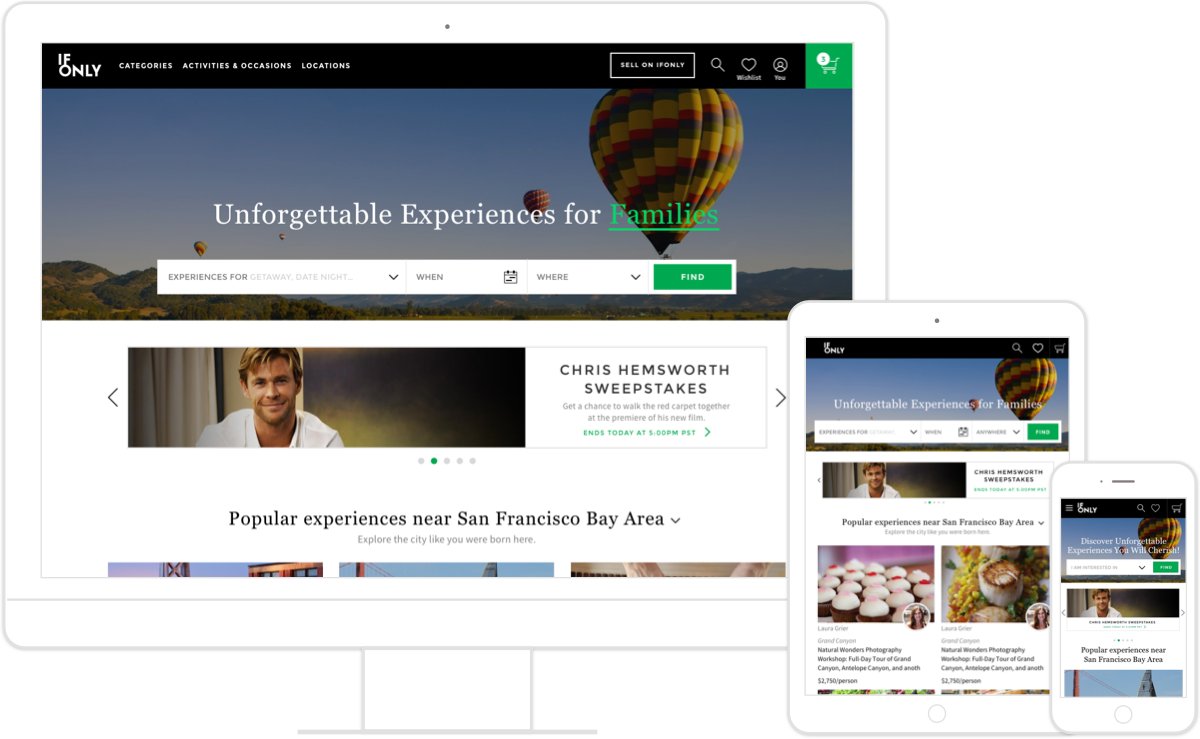 IF
ONLY
CATEGORIES ACTIVITIES & OCCASIONS LOCATIONS
SELL ON IFONLY
Wishlist
You
3
Unforgettable Experiences for Families
EXPERIENCES FOR GETAWAY, DATE NIGHT...
WHEN
WHERE
FIND
CHRIS HEMSWORTH
SWEEPSTAKES
Get a chance to walk the red carpet together
at the premiere of his new film.
ENDS TODAY AT 5:00PM PST
Popular experiences near San Francisco Bay Area
Explore the city like you were born here.
IF
ONLY
Unforgettable Experiences for Families
EXPERIENCES FOR GETAWAY
WHEN
ANYWHERE
FIND
CHRIS HEMSWORTH
SWEEPSTAKES
ENDS TODAY AT 5:00PM PST
Popular experiences near San Francisco Bay Area
Explore the city like you were born here.
Laura Grier
Grand Canyon
Natural Wonders Photography
Workshop: Full-Day Tour of Grand
Canyon, Antelope Canyon, and anoth
$2,750/person
Laura Grier
Grand Canyon
Natural Wonders Photography
Workshop: Full-Day Tour of Grand
Canyon, Antelope Canyon, and anoth
$2,750/person
IF
ONLY
Discover Unforgettable
Experiences You Will Cherish!
I AM INTERESTED IN
FIND
CHRIS HEMSWORTH SWEEPSTAKES
Popular experiences near
San Francisco Bay Area